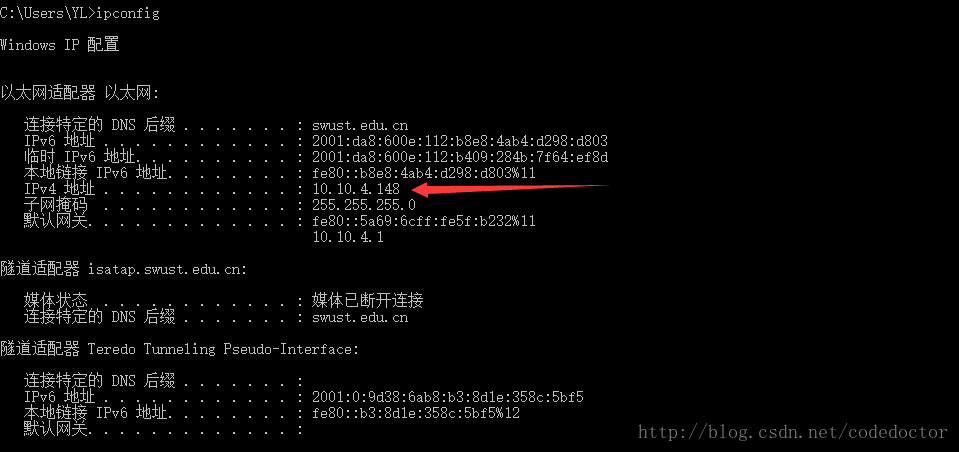 C:\Users\YL>ipconfig
Windows IP 配置
以太网适配器 以太网:
连接特定的 DNS 后缀 . . . . . . . : swust.edu.cn
IPv6 地址 . . . . . . . . . . . . : 2001:da8:600e:112:b8e8:4ab4:d298:d803
临时 IPv6 地址. . . . . . . . . . : 2001:da8:600e:112:b409:284b:7f64:ef8d
本地链接 IPv6 地址. . . . . . . . : fe80::b8e8:4ab4:d298:d803%11
IPv4 地址 . . . . . . . . . . . . : 10.10.4.148
子网掩码 . . . . . . . . . . . . : 255.255.255.0
默认网关. . . . . . . . . . . . . : fe80::5a69:6cff:fe5f:b232%11
10.10.4.1
隧道适配器 isatap.swust.edu.cn:
媒体状态 . . . . . . . . . . . . : 媒体已断开连接
连接特定的 DNS 后缀 . . . . . . . : swust.edu.cn
隧道适配器 Teredo Tunneling Pseudo-Interface:
连接特定的 DNS 后缀 . . . . . . . :
IPv6 地址 . . . . . . . . . . . . : 2001:0:9d38:6ab8:b3:8d1e:358c:5bf5
本地链接 IPv6 地址. . . . . . . . : fe80::b3:8d1e:358c:5bf5%12
默认网关. . . . . . . . . . . . . :
http://blog.csdn.net/codedoctor